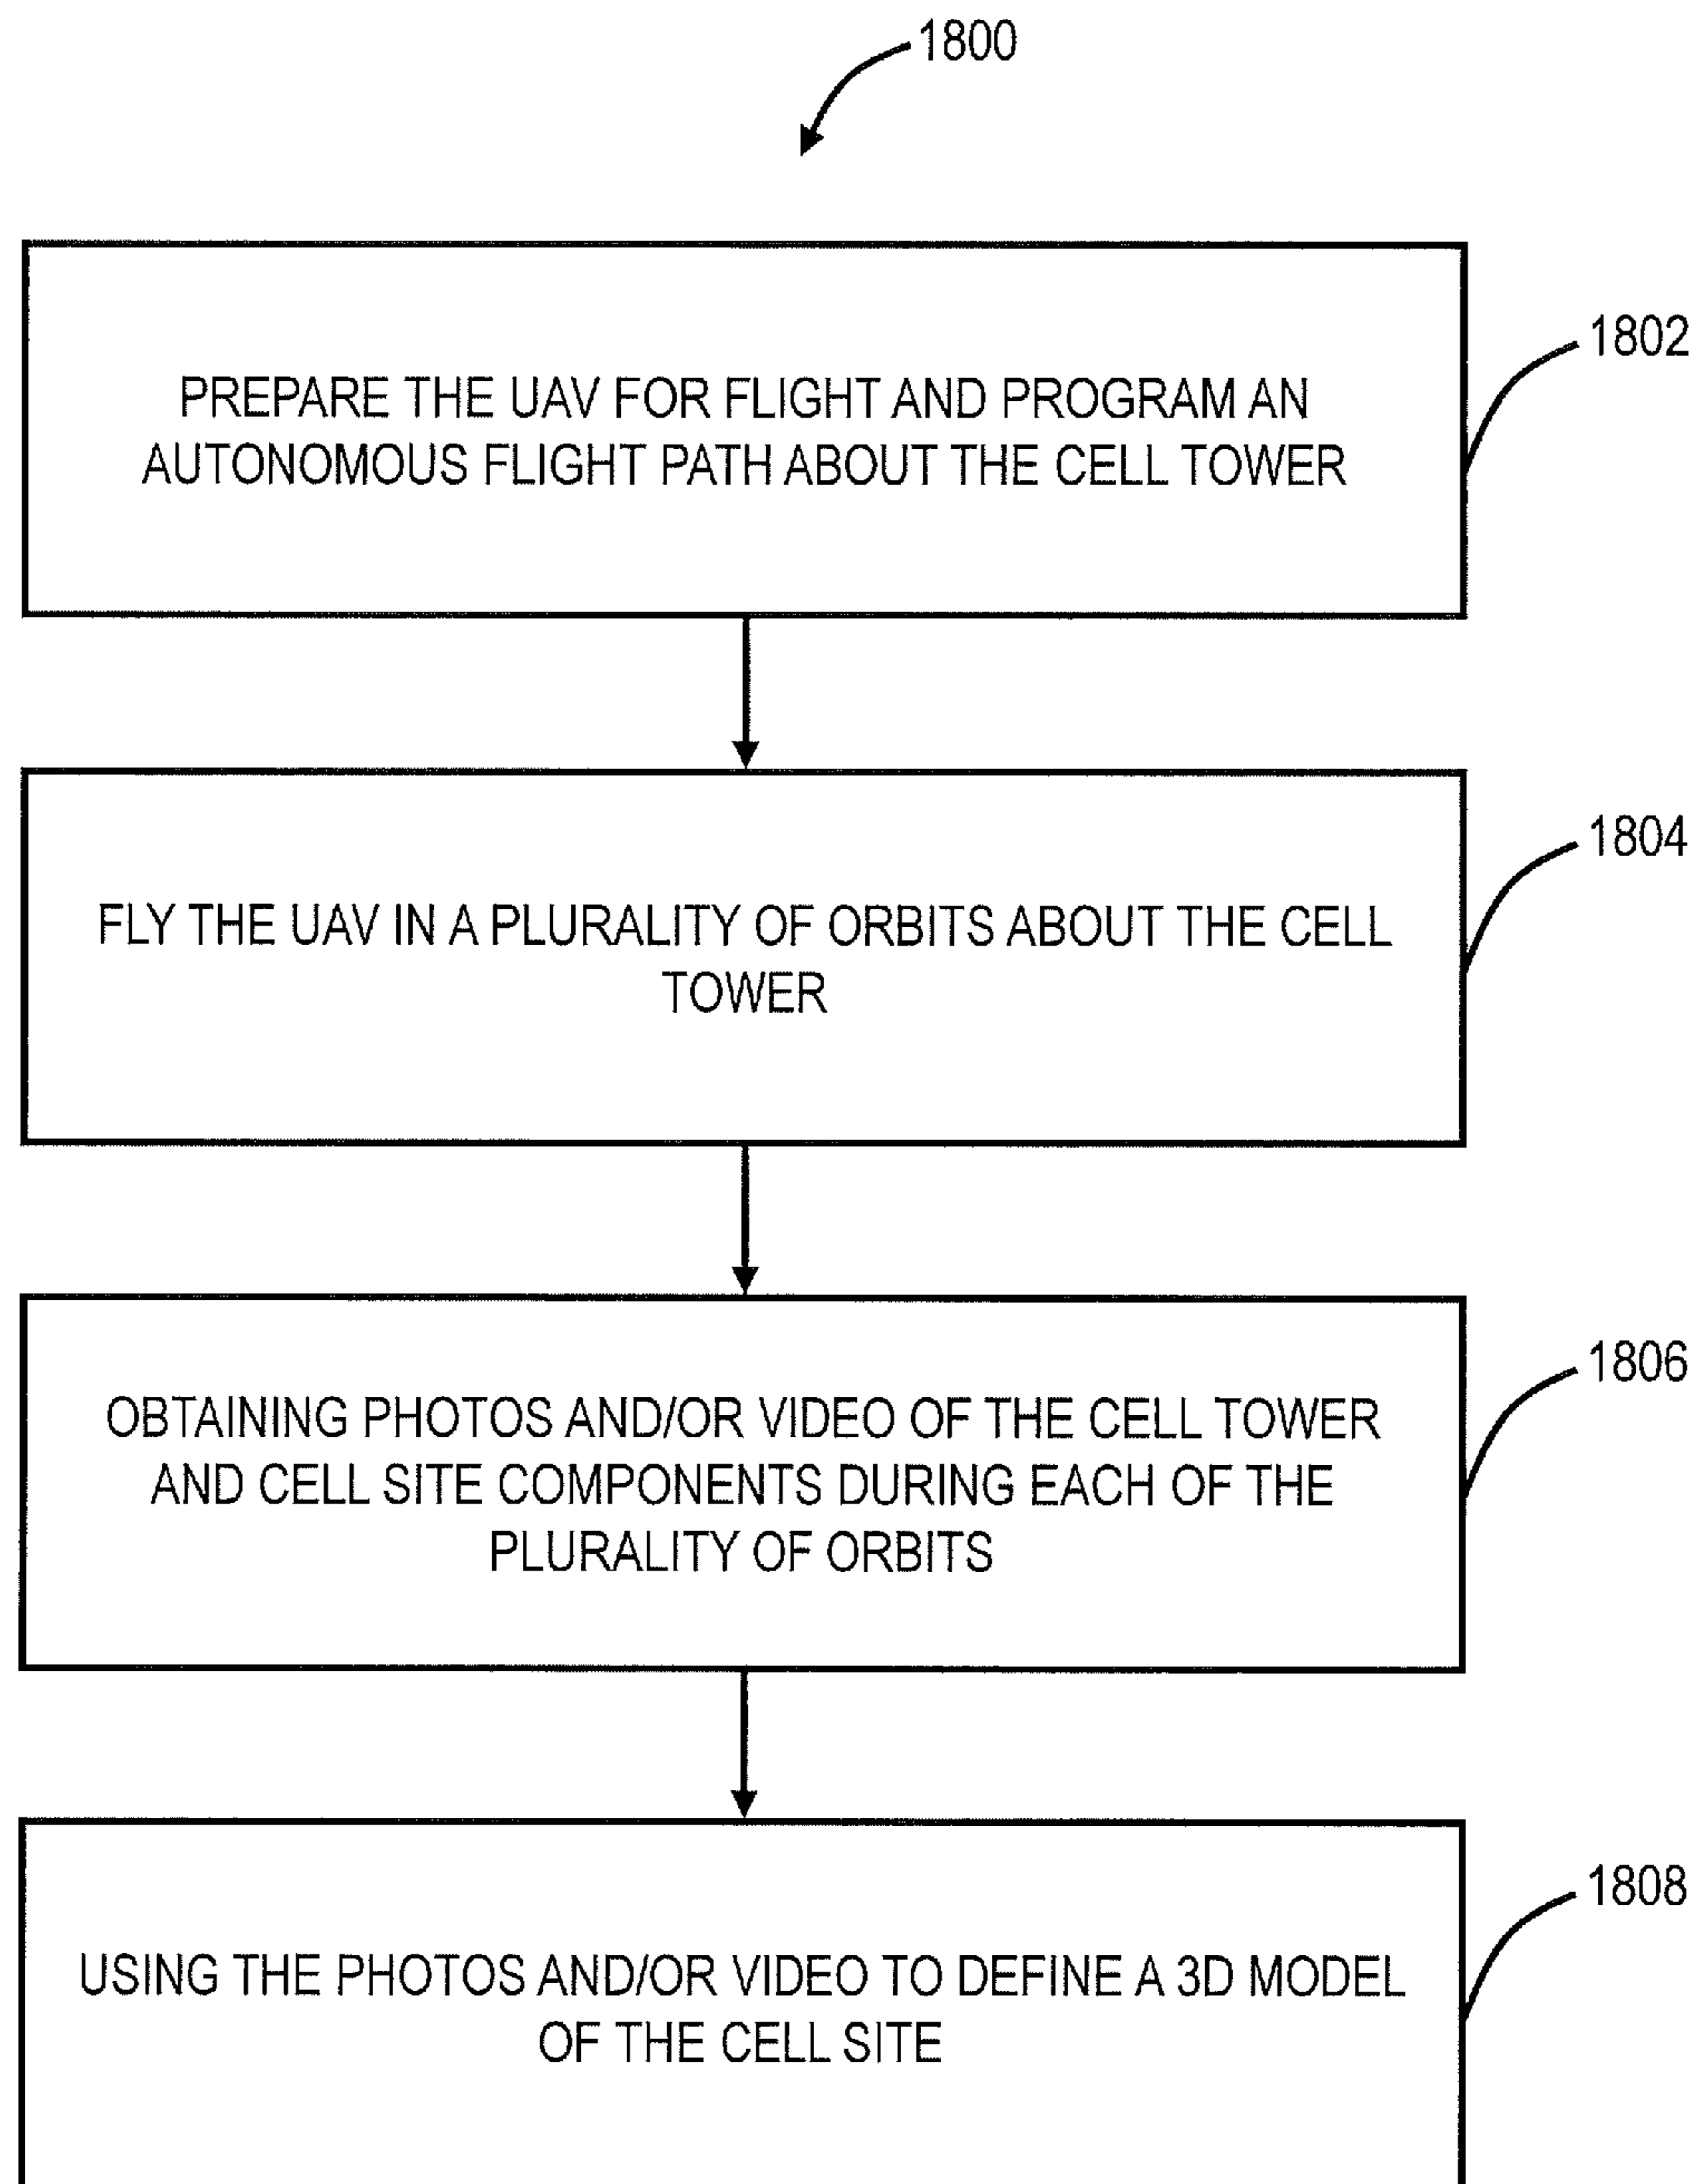 1800
1802
PREPARE THE UAV FOR FLIGHT AND PROGRAM AN
AUTONOMOUS FLIGHT PATH ABOUT THE CELL TOWER
1804
FLY THE UAV IN A PLURALITY OF ORBITS ABOUT THE CELL
TOWER
1806
OBTAINING PHOTOS AND/OR VIDEO OF THE CELL TOWER
AND CELL SITE COMPONENTS DURING EACH OF THE
PLURALITY OF ORBITS
1808
USING THE PHOTOS AND/OR VIDEO TO DEFINE A 3D MODEL
OF THE CELL SITE